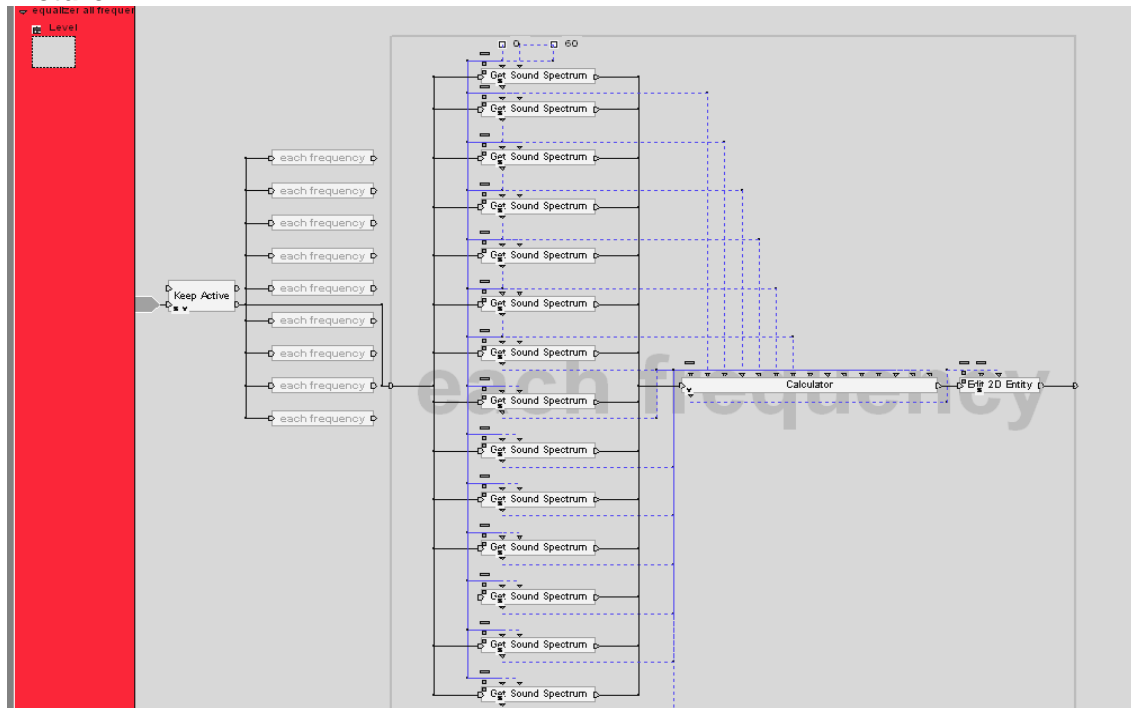 equalizer all frequer
Level
Keep Active
each frequency
each frequency
each frequency
each frequency
each frequency
each frequency
each frequency
each frequency
each frequency
0 60
Get Sound Spectrum
Get Sound Spectrum
Get Sound Spectrum
Get Sound Spectrum
Get Sound Spectrum
Get Sound Spectrum
Get Sound Spectrum
Get Sound Spectrum
Get Sound Spectrum
Get Sound Spectrum
Get Sound Spectrum
Get Sound Spectrum
Get Sound Spectrum
Get Sound Spectrum
each frequency
Calculator
Edit 2D Entity